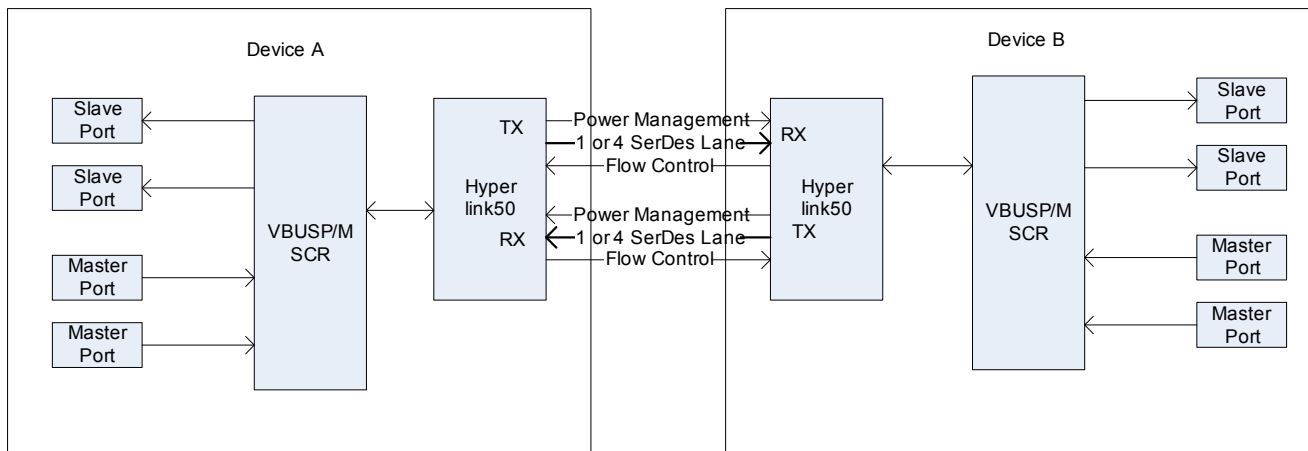 Device A
Slave
Port
Slave
Port
Master
Port
Master
Port
VBUSP/M
SCR
TX
Hyper
link50
RX
Power Management
1 or 4 SerDes Lane
Flow Control
Power Management
1 or 4 SerDes Lane
Flow Control
Device B
RX
Hyper
link50
TX
VBUSP/M
SCR
Slave
Port
Slave
Port
Master
Port
Master
Port